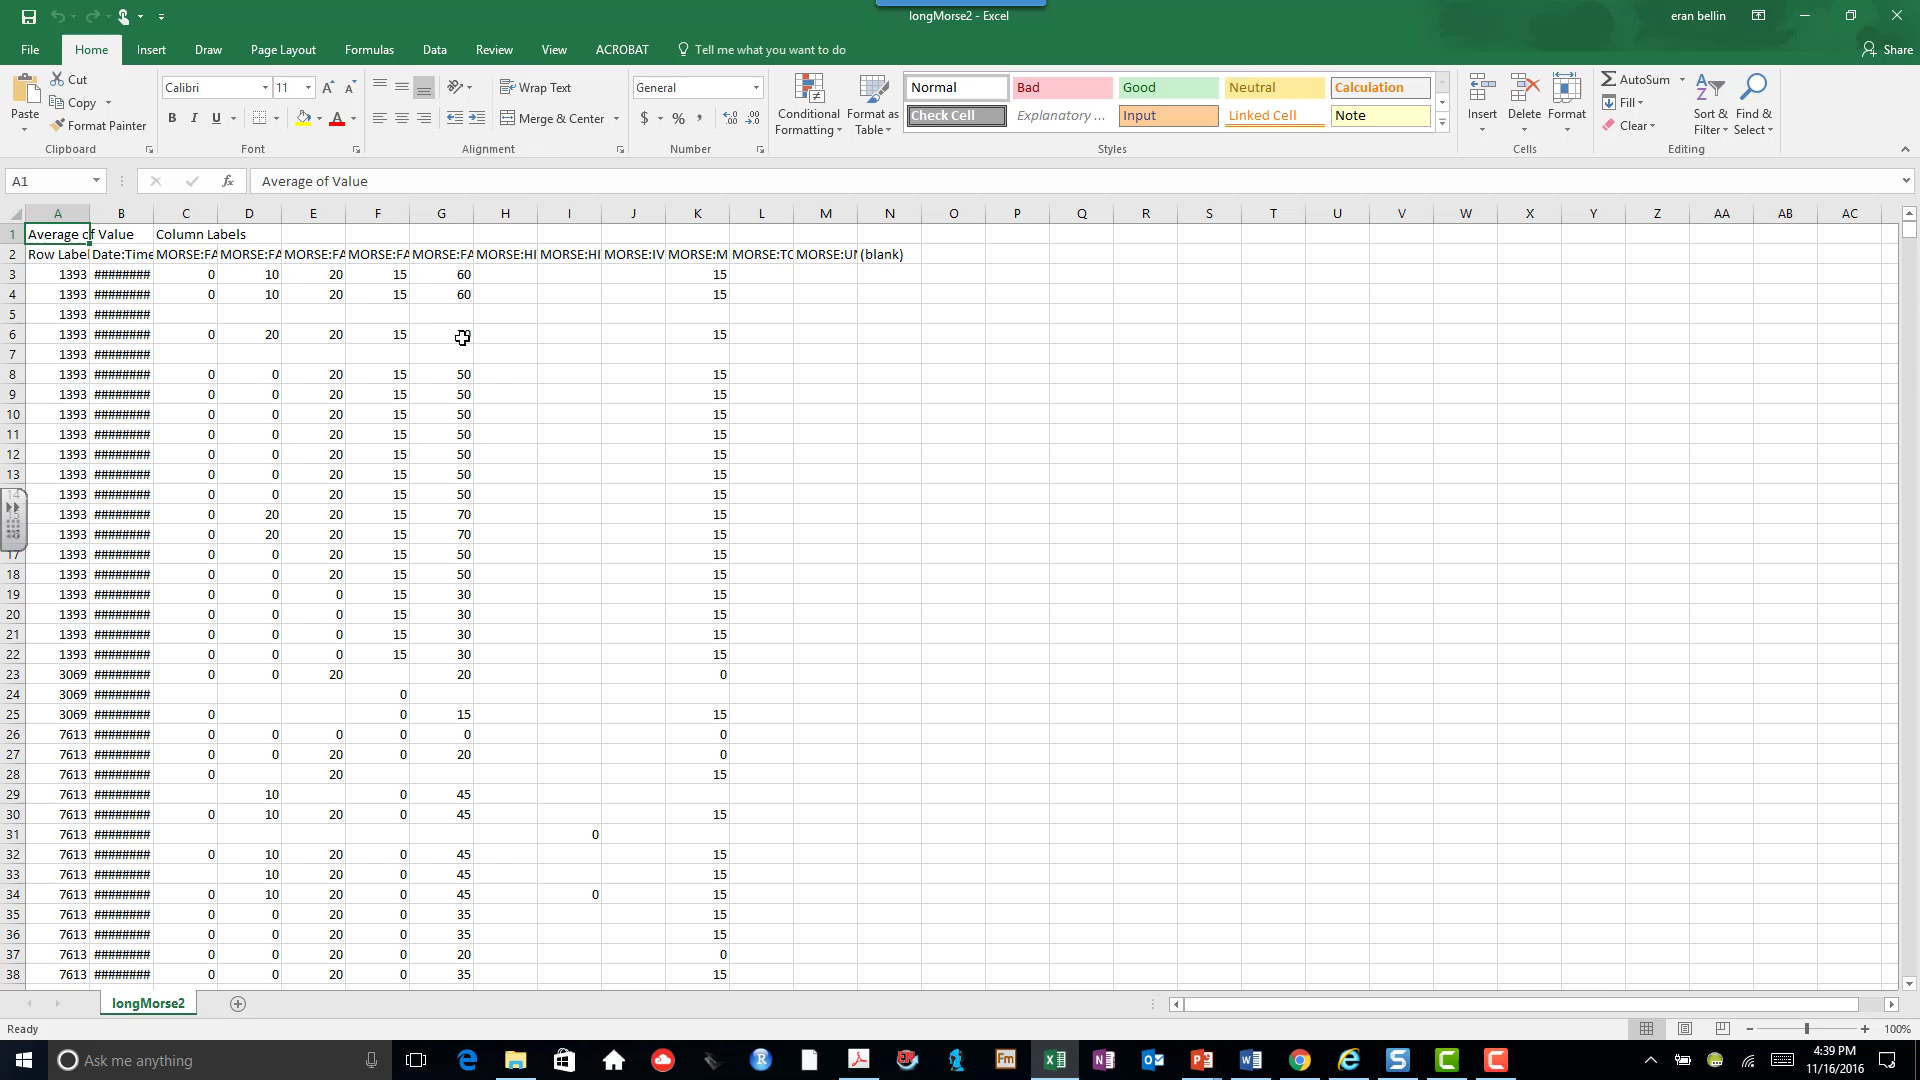 longMorse2 - Excel
eran bellin
File Home Insert Draw Page Layout Formulas Data Review View ACROBAT Tell me what you want to do Share
Paste Cut Copy Format Painter Clipboard
Calibri 11 A A B I U A Font
Wrap Text Merge & Center Alignment
General $ % , Number
Conditional Formatting Format as Table
Normal Bad Good Neutral Calculation
Check Cell Explanatory ... Input Linked Cell Note
Styles
Insert Delete Format Cells
AutoSum Fill Clear Sort & Filter Find & Select Editing
A1 fx Average of Value
A B C D E F G H I J K L M N O P Q R S T U V W X Y Z AA AB AC
1 Average of Value Column Labels
2 Row Label Date:Time MORSE:FA MORSE:FA MORSE:FA MORSE:FA MORSE:FA MORSE:HI MORSE:HI MORSE:IV MORSE:M MORSE:TO MORSE:UN (blank)
3 1393 ######## 0 10 20 15 60 15
4 1393 ######## 0 10 20 15 60 15
5 1393 ########
6 1393 ######## 0 20 20 15 15
7 1393 ########
8 1393 ######## 0 0 20 15 50 15
9 1393 ######## 0 0 20 15 50 15
10 1393 ######## 0 0 20 15 50 15
11 1393 ######## 0 0 20 15 50 15
12 1393 ######## 0 0 20 15 50 15
13 1393 ######## 0 0 20 15 50 15
14 1393 ######## 0 0 20 15 50 15
15 1393 ######## 0 20 20 15 70 15
16 1393 ######## 0 20 20 15 70 15
17 1393 ######## 0 0 20 15 50 15
18 1393 ######## 0 0 20 15 50 15
19 1393 ######## 0 0 0 15 30 15
20 1393 ######## 0 0 0 15 30 15
21 1393 ######## 0 0 0 15 30 15
22 1393 ######## 0 0 0 15 30 15
23 3069 ######## 0 0 20 20 0
24 3069 ######## 0
25 3069 ######## 0 0 15 15
26 7613 ######## 0 0 0 0 0 0
27 7613 ######## 0 0 20 0 20 0
28 7613 ######## 0 20 15
29 7613 ######## 10 0 45
30 7613 ######## 0 10 20 0 45 15
31 7613 ######## 0
32 7613 ######## 0 10 20 0 45 15
33 7613 ######## 10 20 0 45 15
34 7613 ######## 0 10 20 0 45 0 15
35 7613 ######## 0 0 20 0 35 15
36 7613 ######## 0 0 20 0 35 15
37 7613 ######## 0 0 20 0 20 0
38 7613 ######## 0 0 20 0 35 15
longMorse2
Ready 100%
Ask me anything
4:39 PM
11/16/2016